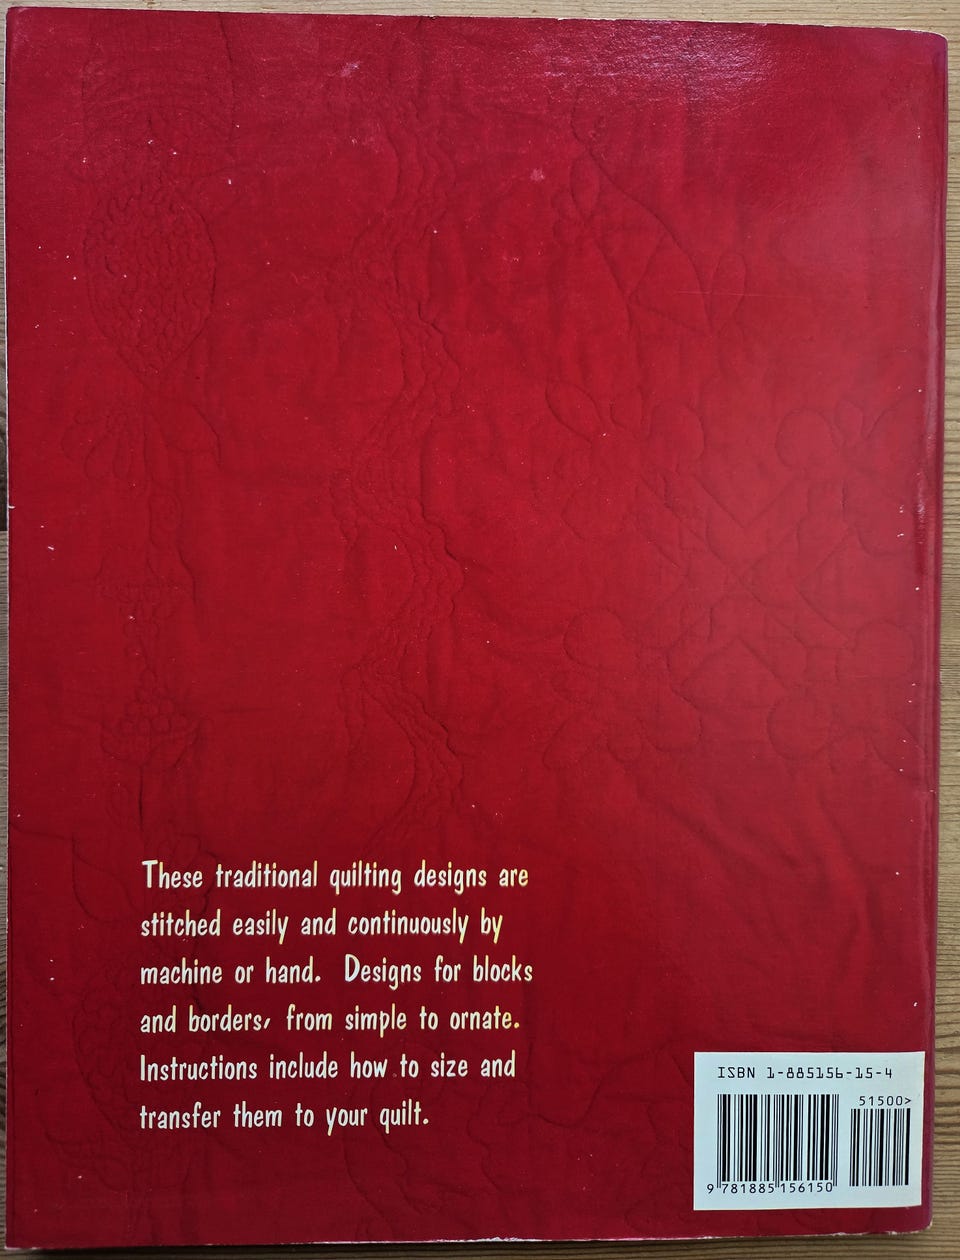 These traditional quilting designs are
stitched easily and continuously by
machine or hand. Designs for blocks
and borders, from simple to ornate.
Instructions include how to size and
transfer them to your quilt.
ISBN 1-885156-15-4
51500>
9 781885 156150